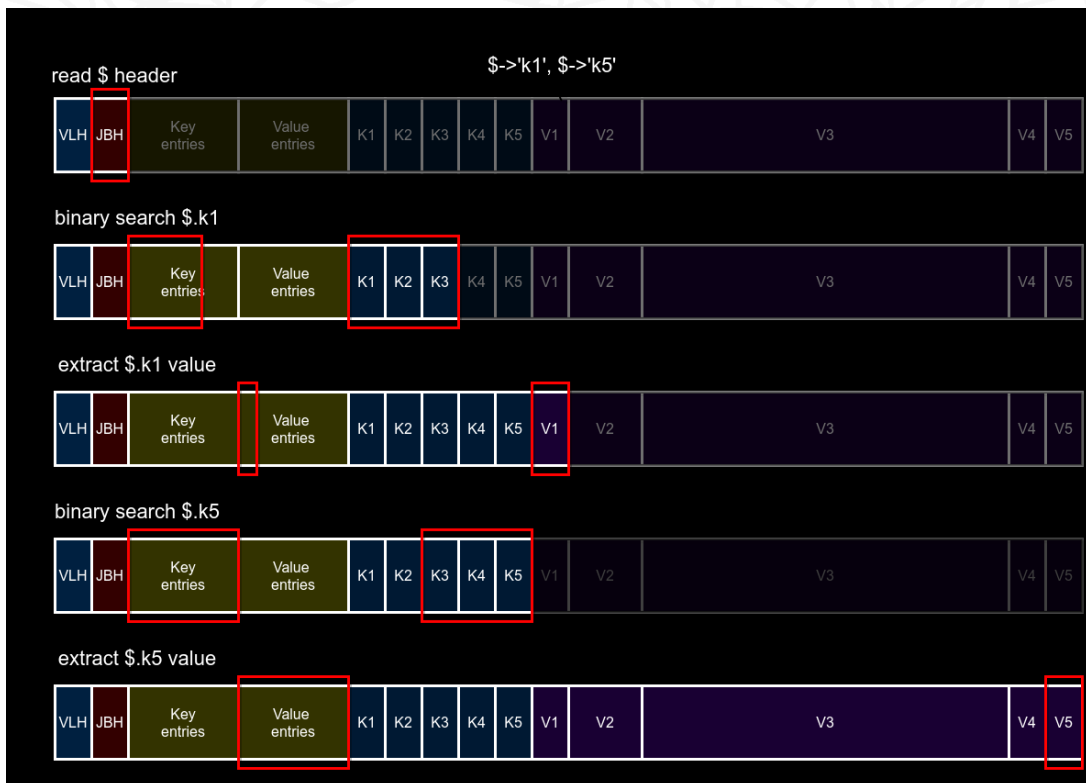 $->'k1', $->'k5'
read $ header
VLH JBH Key entries Value entries K1 K2 K3 K4 K5 V1 V2 V3 V4 V5
binary search $.k1
VLH JBH Key entries Value entries K1 K2 K3 K4 K5 V1 V2 V3 V4 V5
extract $.k1 value
VLH JBH Key entries Value entries K1 K2 K3 K4 K5 V1 V2 V3 V4 V5
binary search $.k5
VLH JBH Key entries Value entries K1 K2 K3 K4 K5 V1 V2 V3 V4 V5
extract $.k5 value
VLH JBH Key entries Value entries K1 K2 K3 K4 K5 V1 V2 V3 V4 V5